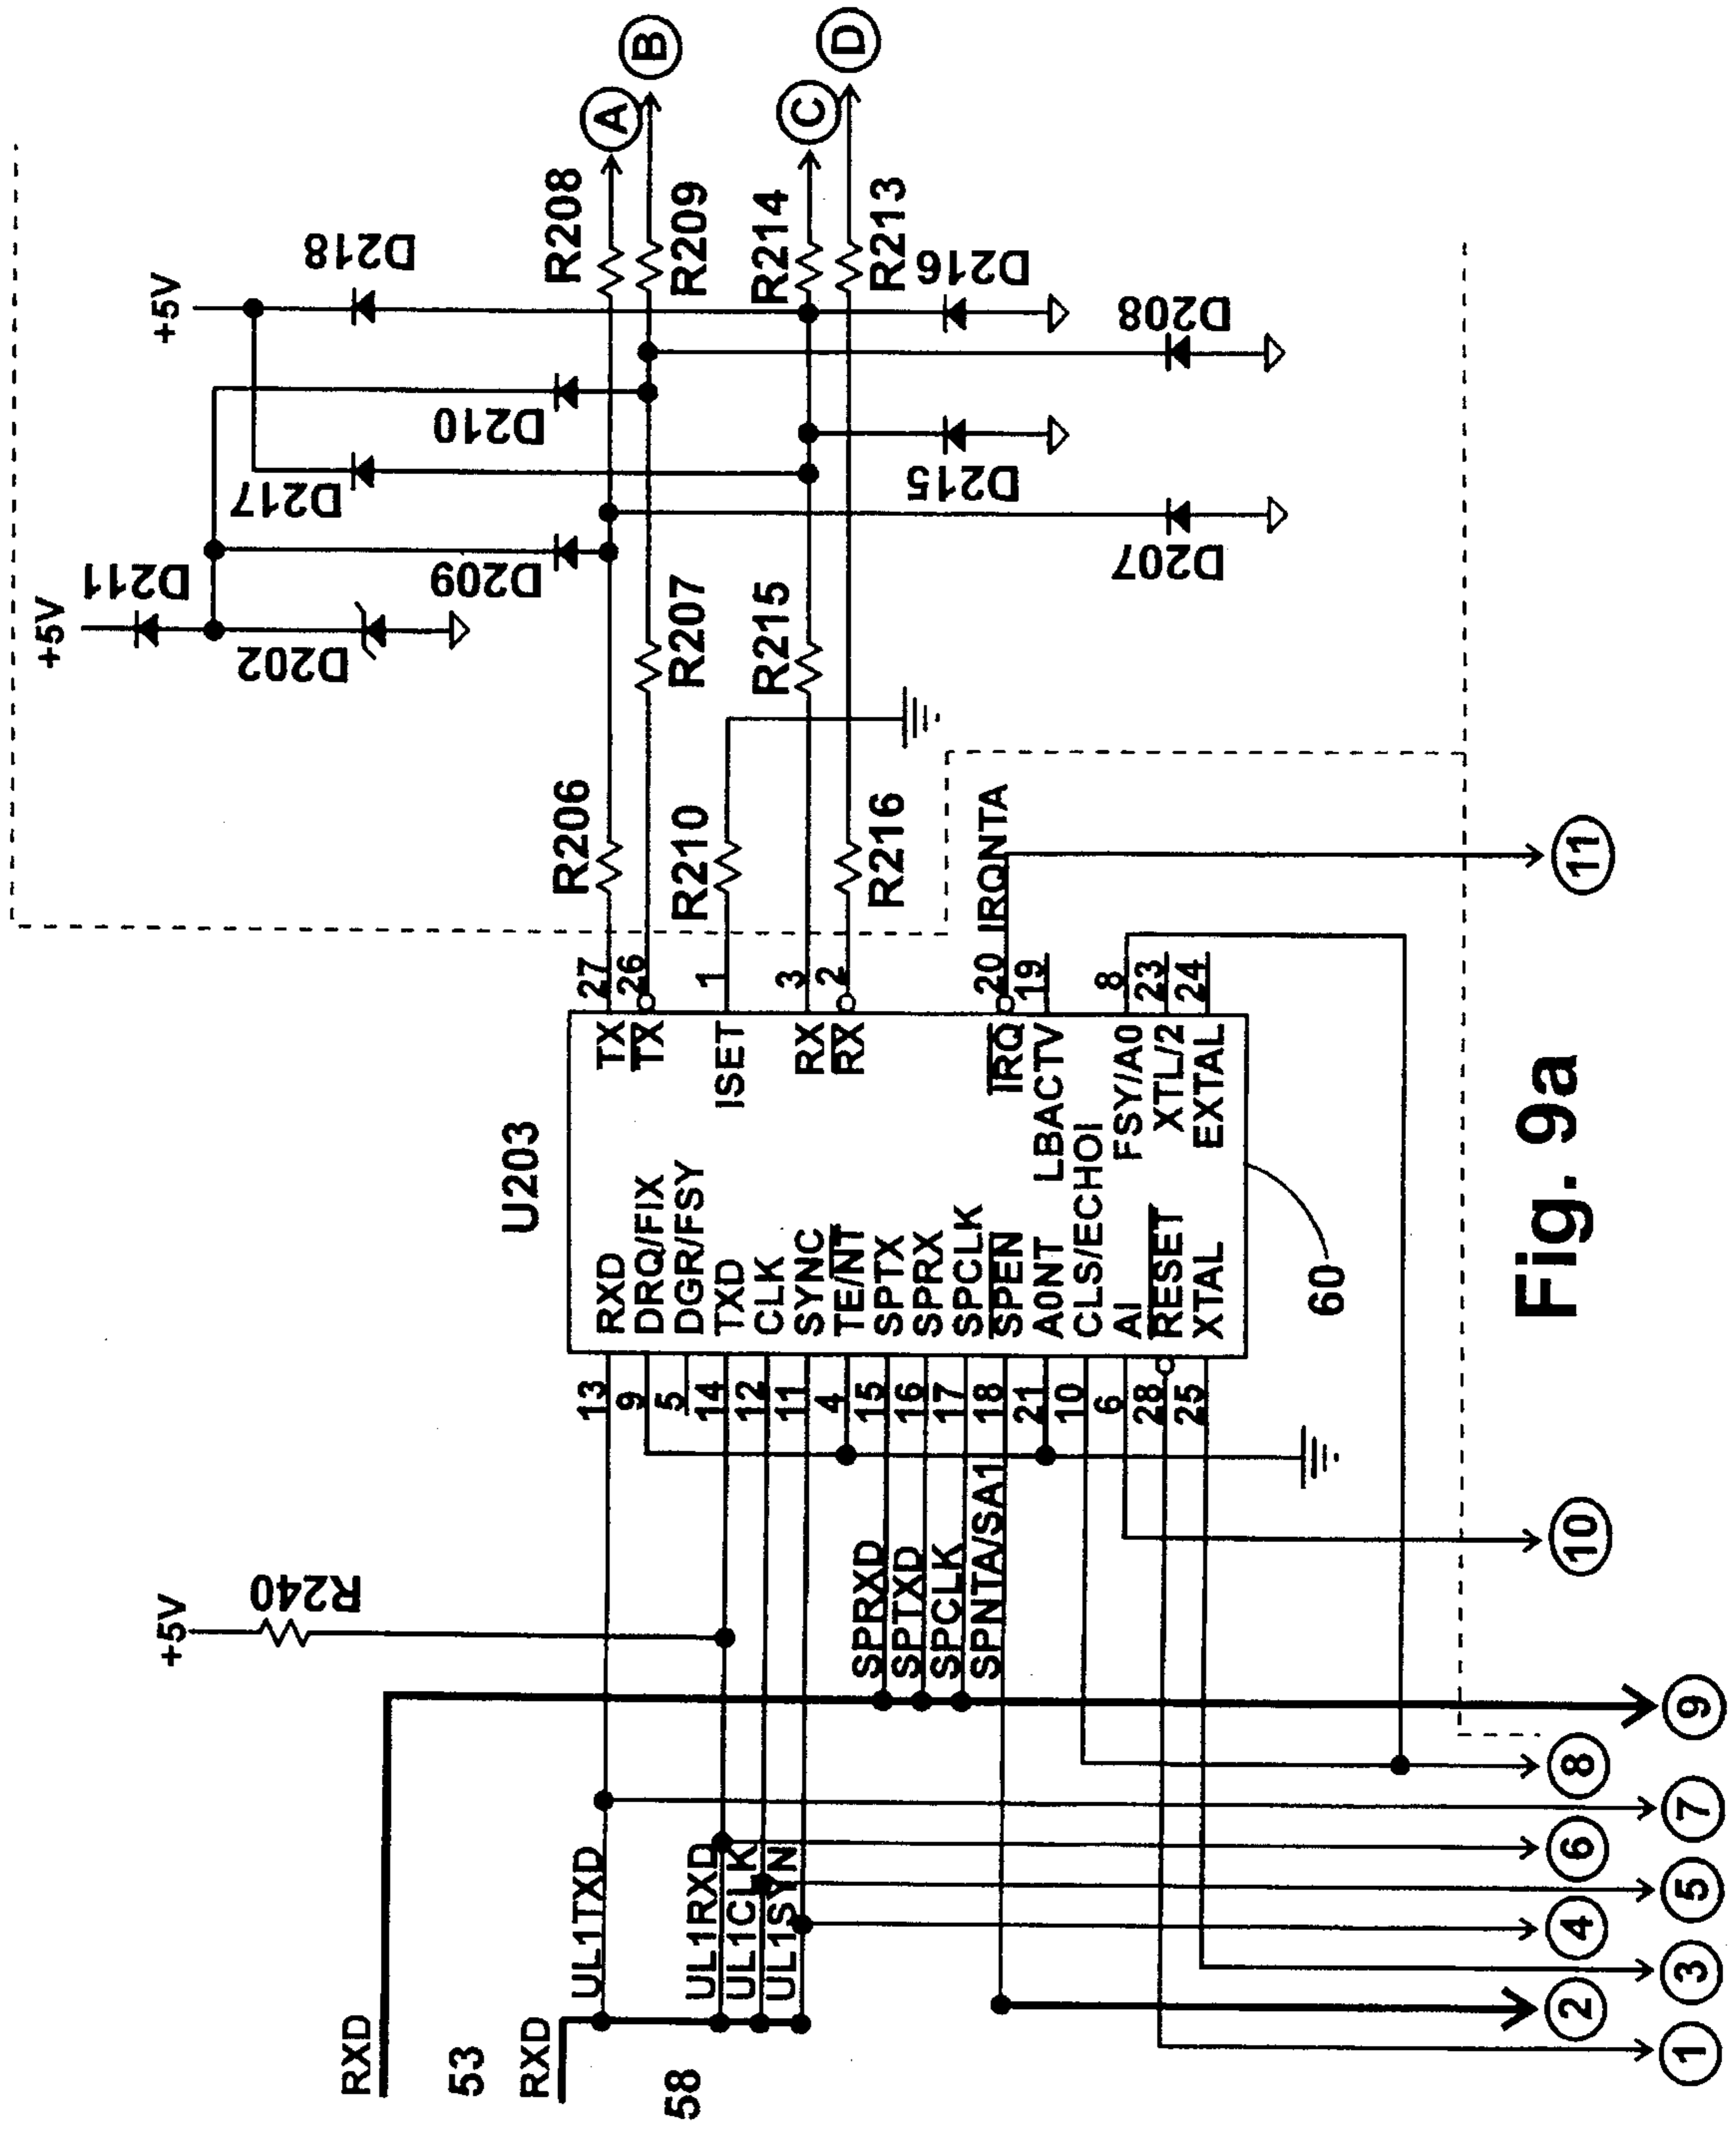 +5V
D211
D202
D209
D217
+5V
D218
D210
R208
A
B
R209
R214
C
D
R213
D216
D208
D215
D207
R206
R207
R210
R215
R216
27
26
1
3
2
20 IRQNTA
19
8
23
24
11
U203
TX
TX
ISET
RX
RX
IRQ
LBACTV
FSY/A0
XTL/2
EXTAL
RXD
DRQ/FIX
DGR/FSY
TXD
CLK
SYNC
TE/NT
SPTX
SPRX
SPCLK
SPEN
A0NT
CLS/ECHOI
AI
RESET
XTAL
60
13
9
5
14
12
11
4
15
16
17
18
21
10
6
28
25
+5V
R240
SPRXD
SPTXD
SPCLK
SPNTA/SA1
UL1TXD
UL1RXD
UL1CLK
UL1SYN
RXD
53
RXD
58
1
2
3
4
5
6
7
8
9
10
Fig. 9a